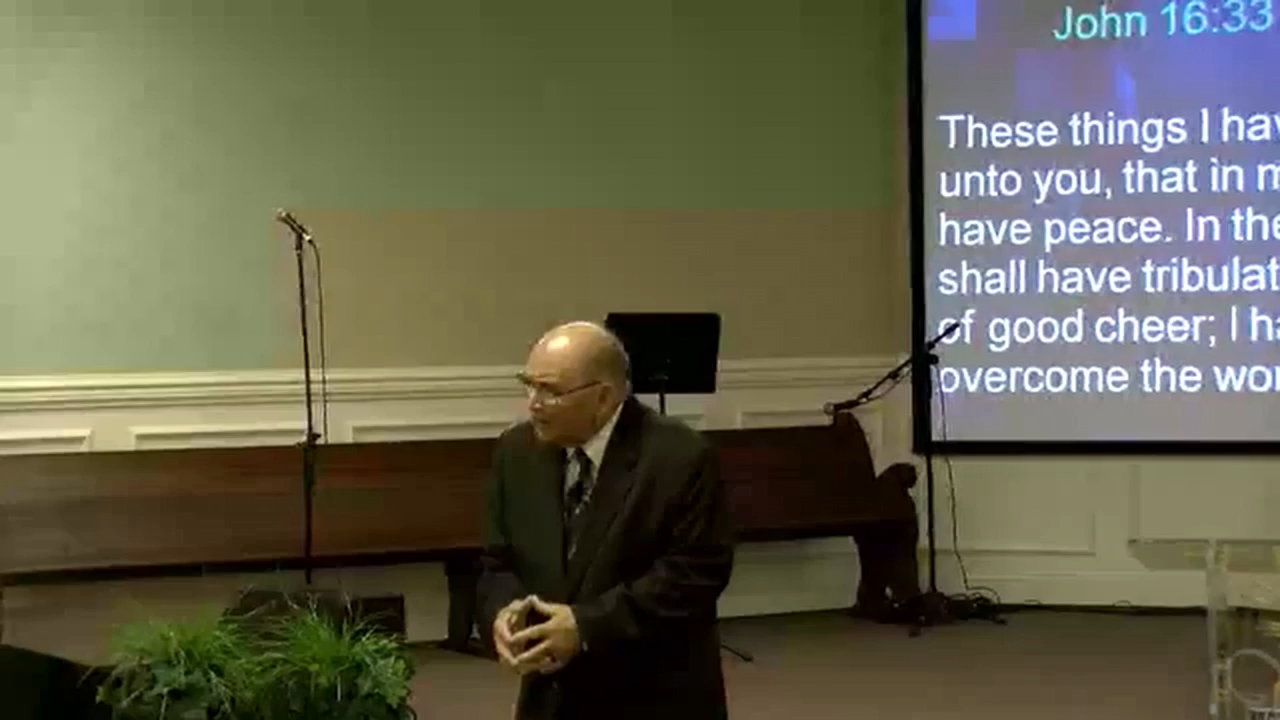 John 16:33
These things I hav
unto you, that in m
have peace. In the
shall have tribulat
of good cheer; I ha
overcome the wor